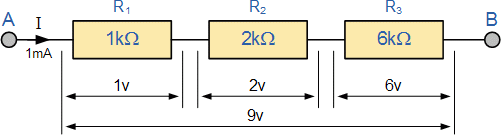 A I R₁ R₂ R₃ B
1kΩ 2kΩ 6kΩ
1mA
1v 2v 6v
9v